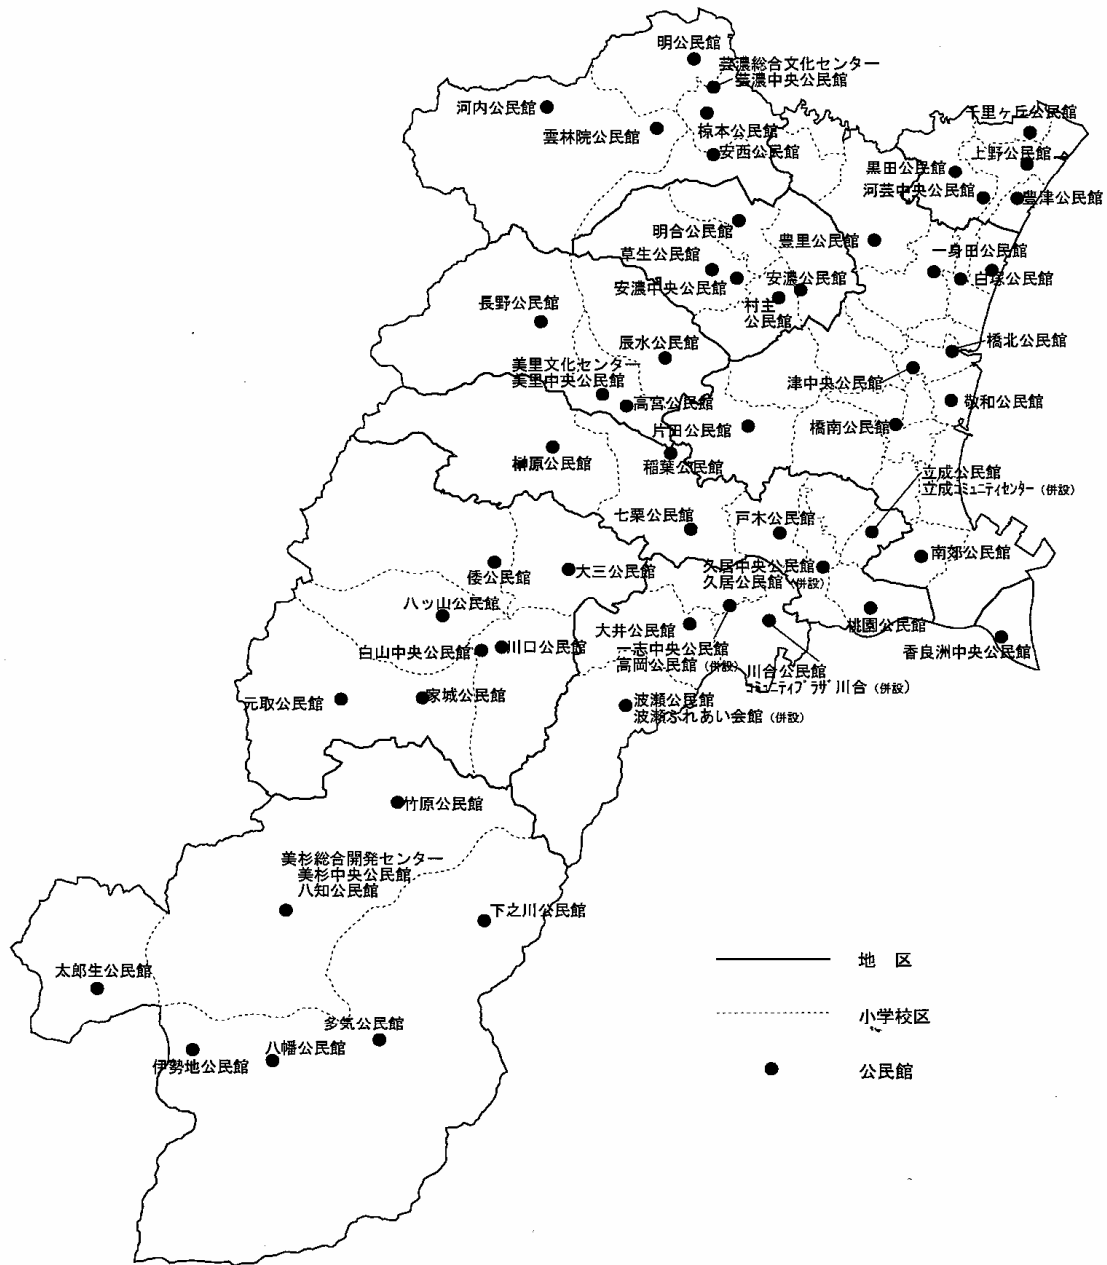 明公民館
芸濃総合文化センター
芸濃中央公民館
河内公民館
雲林院公民館
椋本公民館
安西公民館
千里ヶ丘公民館
上野公民館
黒田公民館
河芸中央公民館
豊津公民館
明合公民館
豊里公民館
草生公民館
安濃中央公民館
安濃公民館
村主
公民館
一身田公民館
白塚公民館
長野公民館
辰水公民館
美里文化センター
美里中央公民館
高宮公民館
橋北公民館
津中央公民館
敬和公民館
片田公民館
橋南公民館
榊原公民館
稲葉公民館
立成公民館
立成コミュニティセンター（併設）
七栗公民館
戸木公民館
南郊公民館
久居中央公民館
久居公民館（併設）
倭公民館
大三公民館
八ッ山公民館
大井公民館
一志中央公民館
高岡公民館（併設）
桃園公民館
香良洲中央公民館
白山中央公民館
川口公民館
川合公民館
コミュニティプラザ川合（併設）
元取公民館
家城公民館
波瀬公民館
波瀬ふれあい会館（併設）
竹原公民館
美杉総合開発センター
美杉中央公民館
八知公民館
下之川公民館
太郎生公民館
多気公民館
伊勢地公民館
八幡公民館
地　区
小学校区
公民館